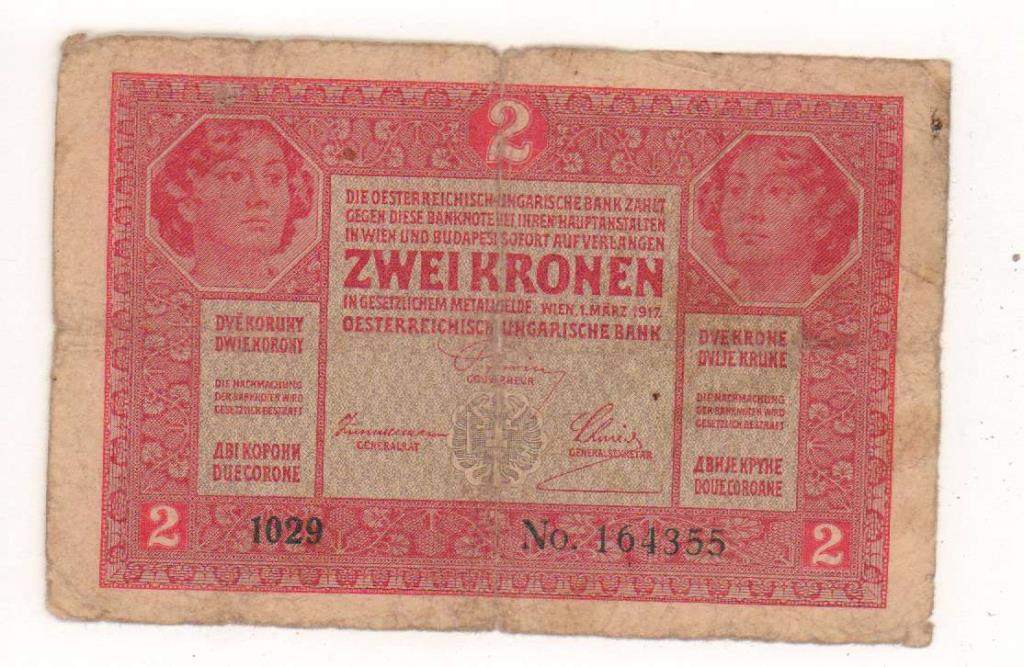 2
DIE OESTERREICHISCH-UNGARISCHE BANK ZAHLT
GEGEN DIESE BANKNOTE BEI IHREN HAUPTANSTALTEN
IN WIEN UND BUDAPEST SOFORT AUF VERLANGEN
ZWEI KRONEN
IN GESETZLICHEM METALLGELDE. WIEN, 1. MÄRZ 1917.
OESTERREICHISCH-UNGARISCHE BANK
GOUVERNEUR
GENERALRAT
GENERALSEKRETÄR
DVĚ KORUNY
DWIE KORONY
DIE NACHMACHUNG
DER BANKNOTEN WIRD
GESETZLICH BESTRAFT
ДВІ КОРОНИ
DUE CORONE
DVE KRONE
DVIJE KRUNE
DIE NACHMACHUNG
DER BANKNOTEN WIRD
GESETZLICH BESTRAFT
ДВИЈЕ КРУНЕ
DOUE COROANE
2
1029
No. 164355
2